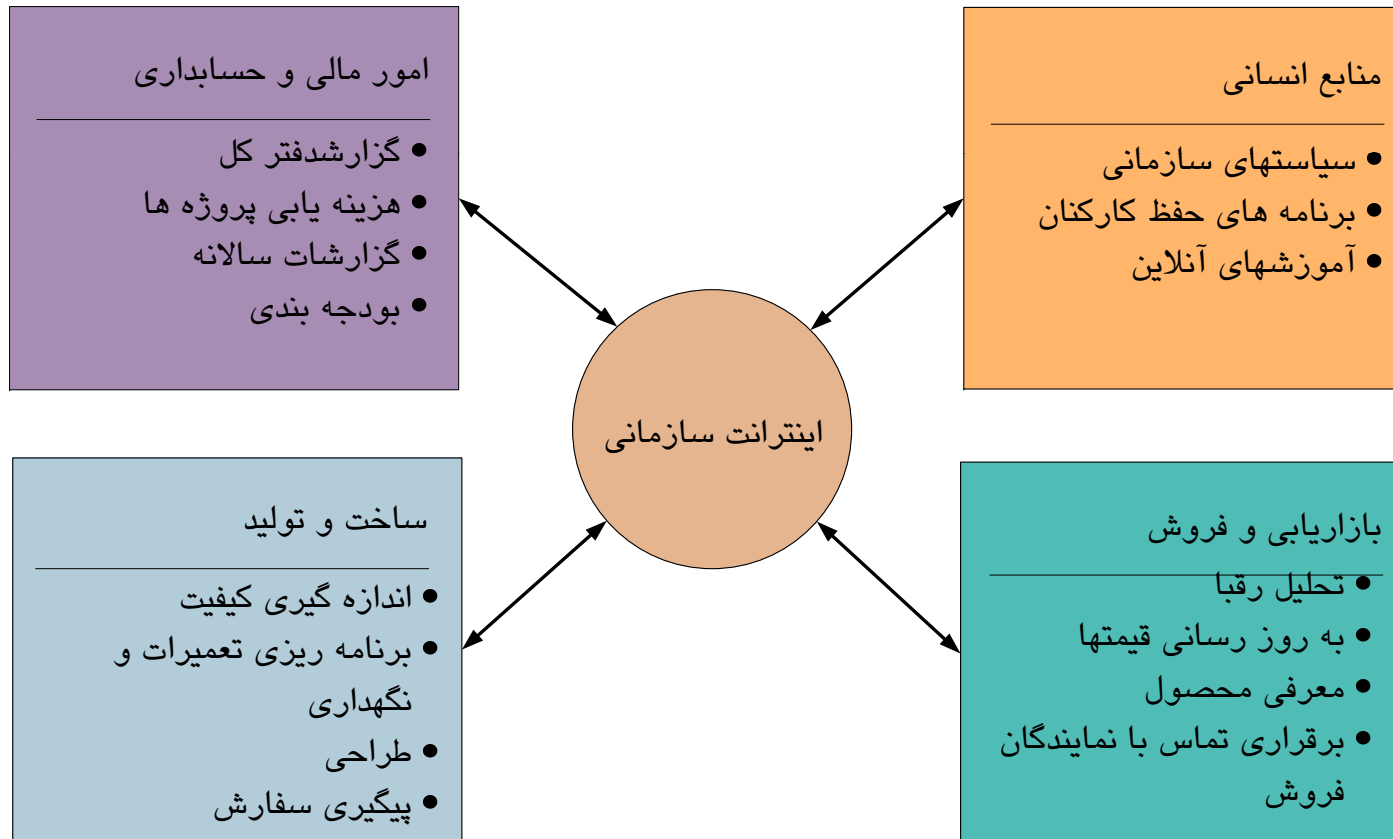 منابع انسانی
• سیاستهای سازمانی
• برنامه های حفظ کارکنان
• آموزشهای آنلاین
امور مالی و حسابداری
• گزارشدفتر کل
• هزینه یابی پروژه ها
• گزارشات سالانه
• بودجه بندی
اینترانت سازمانی
بازاریابی و فروش
• تحلیل رقبا
• به روز رسانی قیمتها
• معرفی محصول
• برقراری تماس با نمایندگان
فروش
ساخت و تولید
• اندازه گیری کیفیت
• برنامه ریزی تعمیرات و
نگهداری
• طراحی
• پیگیری سفارش